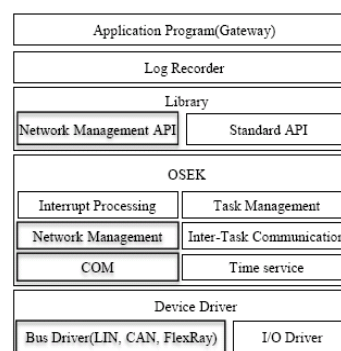 Application Program(Gateway)
Log Recorder
Library
Network Management API
Standard API
OSEK
Interrupt Processing
Task Management
Network Management
Inter-Task Communication
COM
Time service
Device Driver
Bus Driver(LIN, CAN, FlexRay)
I/O Driver